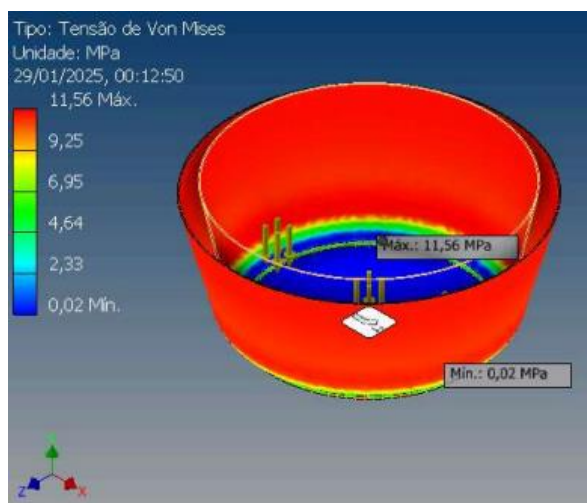 Tipo: Tensão de Von Mises
Unidade: MPa
29/01/2025, 00:12:50
11,56 Máx.
9,25
6,95
4,64
2,33
0,02 Mín.
Máx.: 11,56 MPa
Mín.: 0,02 MPa
Z
X